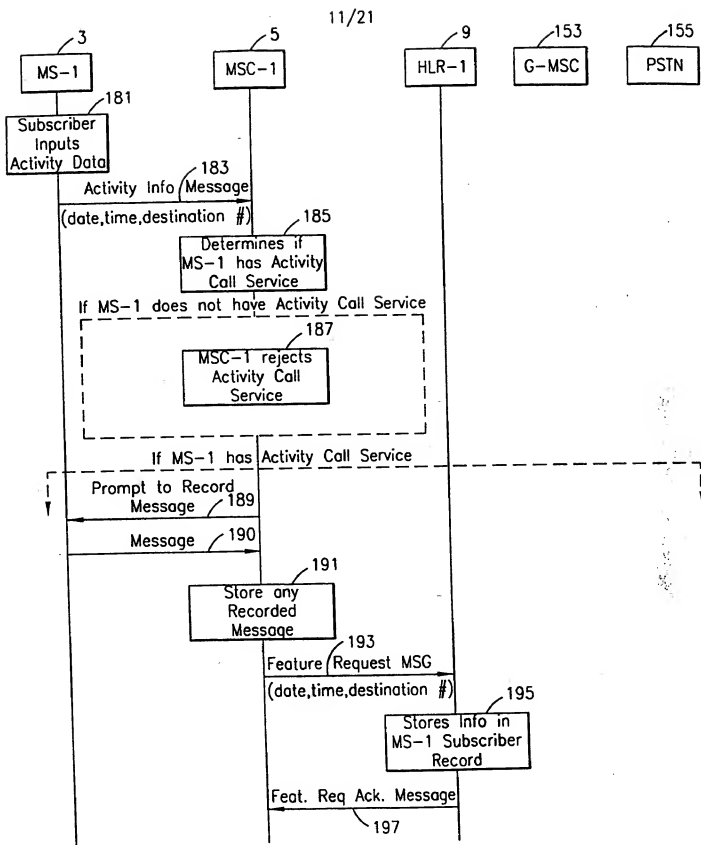 11/21
3
5
9
153
155
MS-1
MSC-1
HLR-1
G-MSC
PSTN
181
Subscriber
Inputs
Activity Data
183
Activity Info Message
(date,time,destination #)
185
Determines if
MS-1 has Activity
Call Service
If MS-1 does not have Activity Call Service
187
MSC-1 rejects
Activity Call
Service
If MS-1 has Activity Call Service
Prompt to Record
Message
189
Message
190
191
Store any
Recorded
Message
193
Feature Request MSG
(date,time,destination #)
195
Stores Info in
MS-1 Subscriber
Record
Feat. Req Ack. Message
197